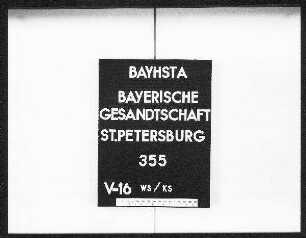 BAYHSTA
BAYERISCHE
GESANDTSCHAFT
ST.PETERSBURG
355
V-16 WS/KS